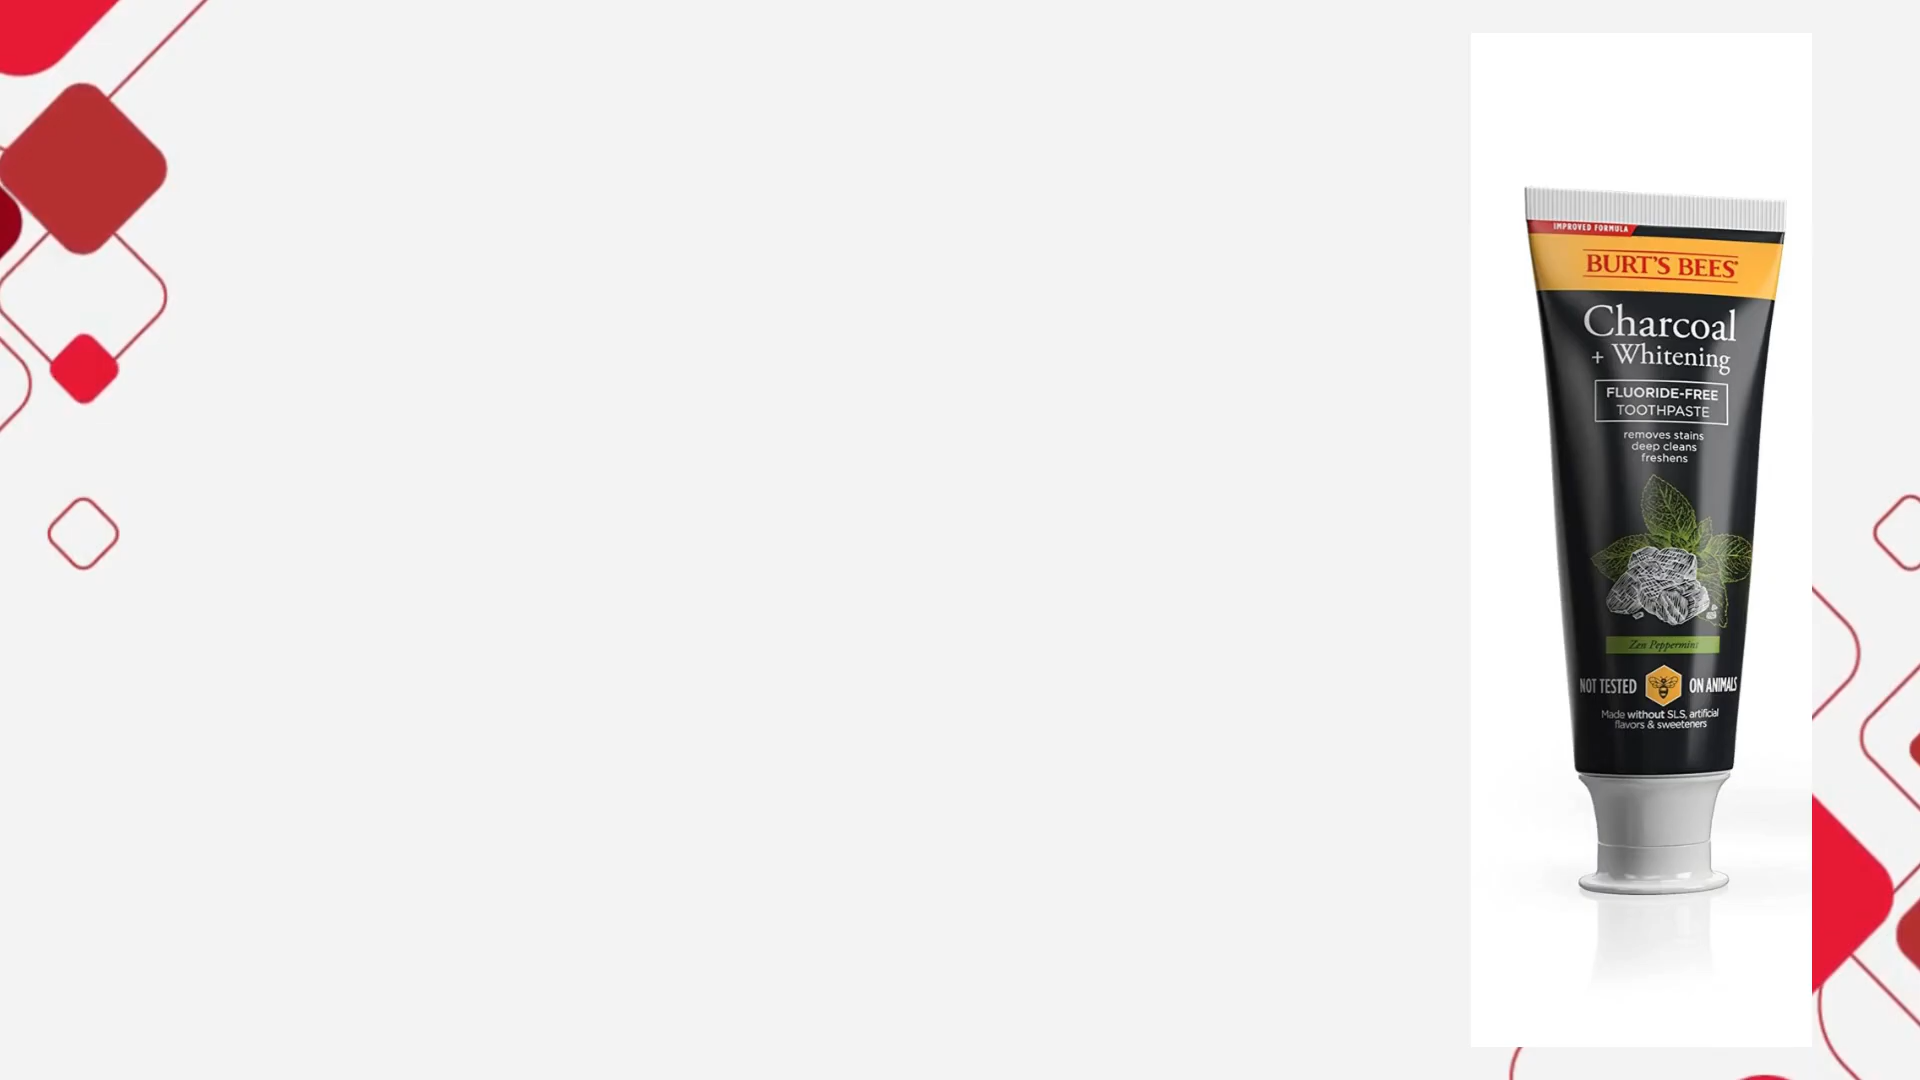 IMPROVED FORMULA
BURT'S BEES®
Charcoal
+ Whitening
FLUORIDE-FREE
TOOTHPASTE
removes stains
deep cleans
freshens
Zen Peppermint
NOT TESTED ON ANIMALS
Made without SLS, artificial
flavors & sweeteners